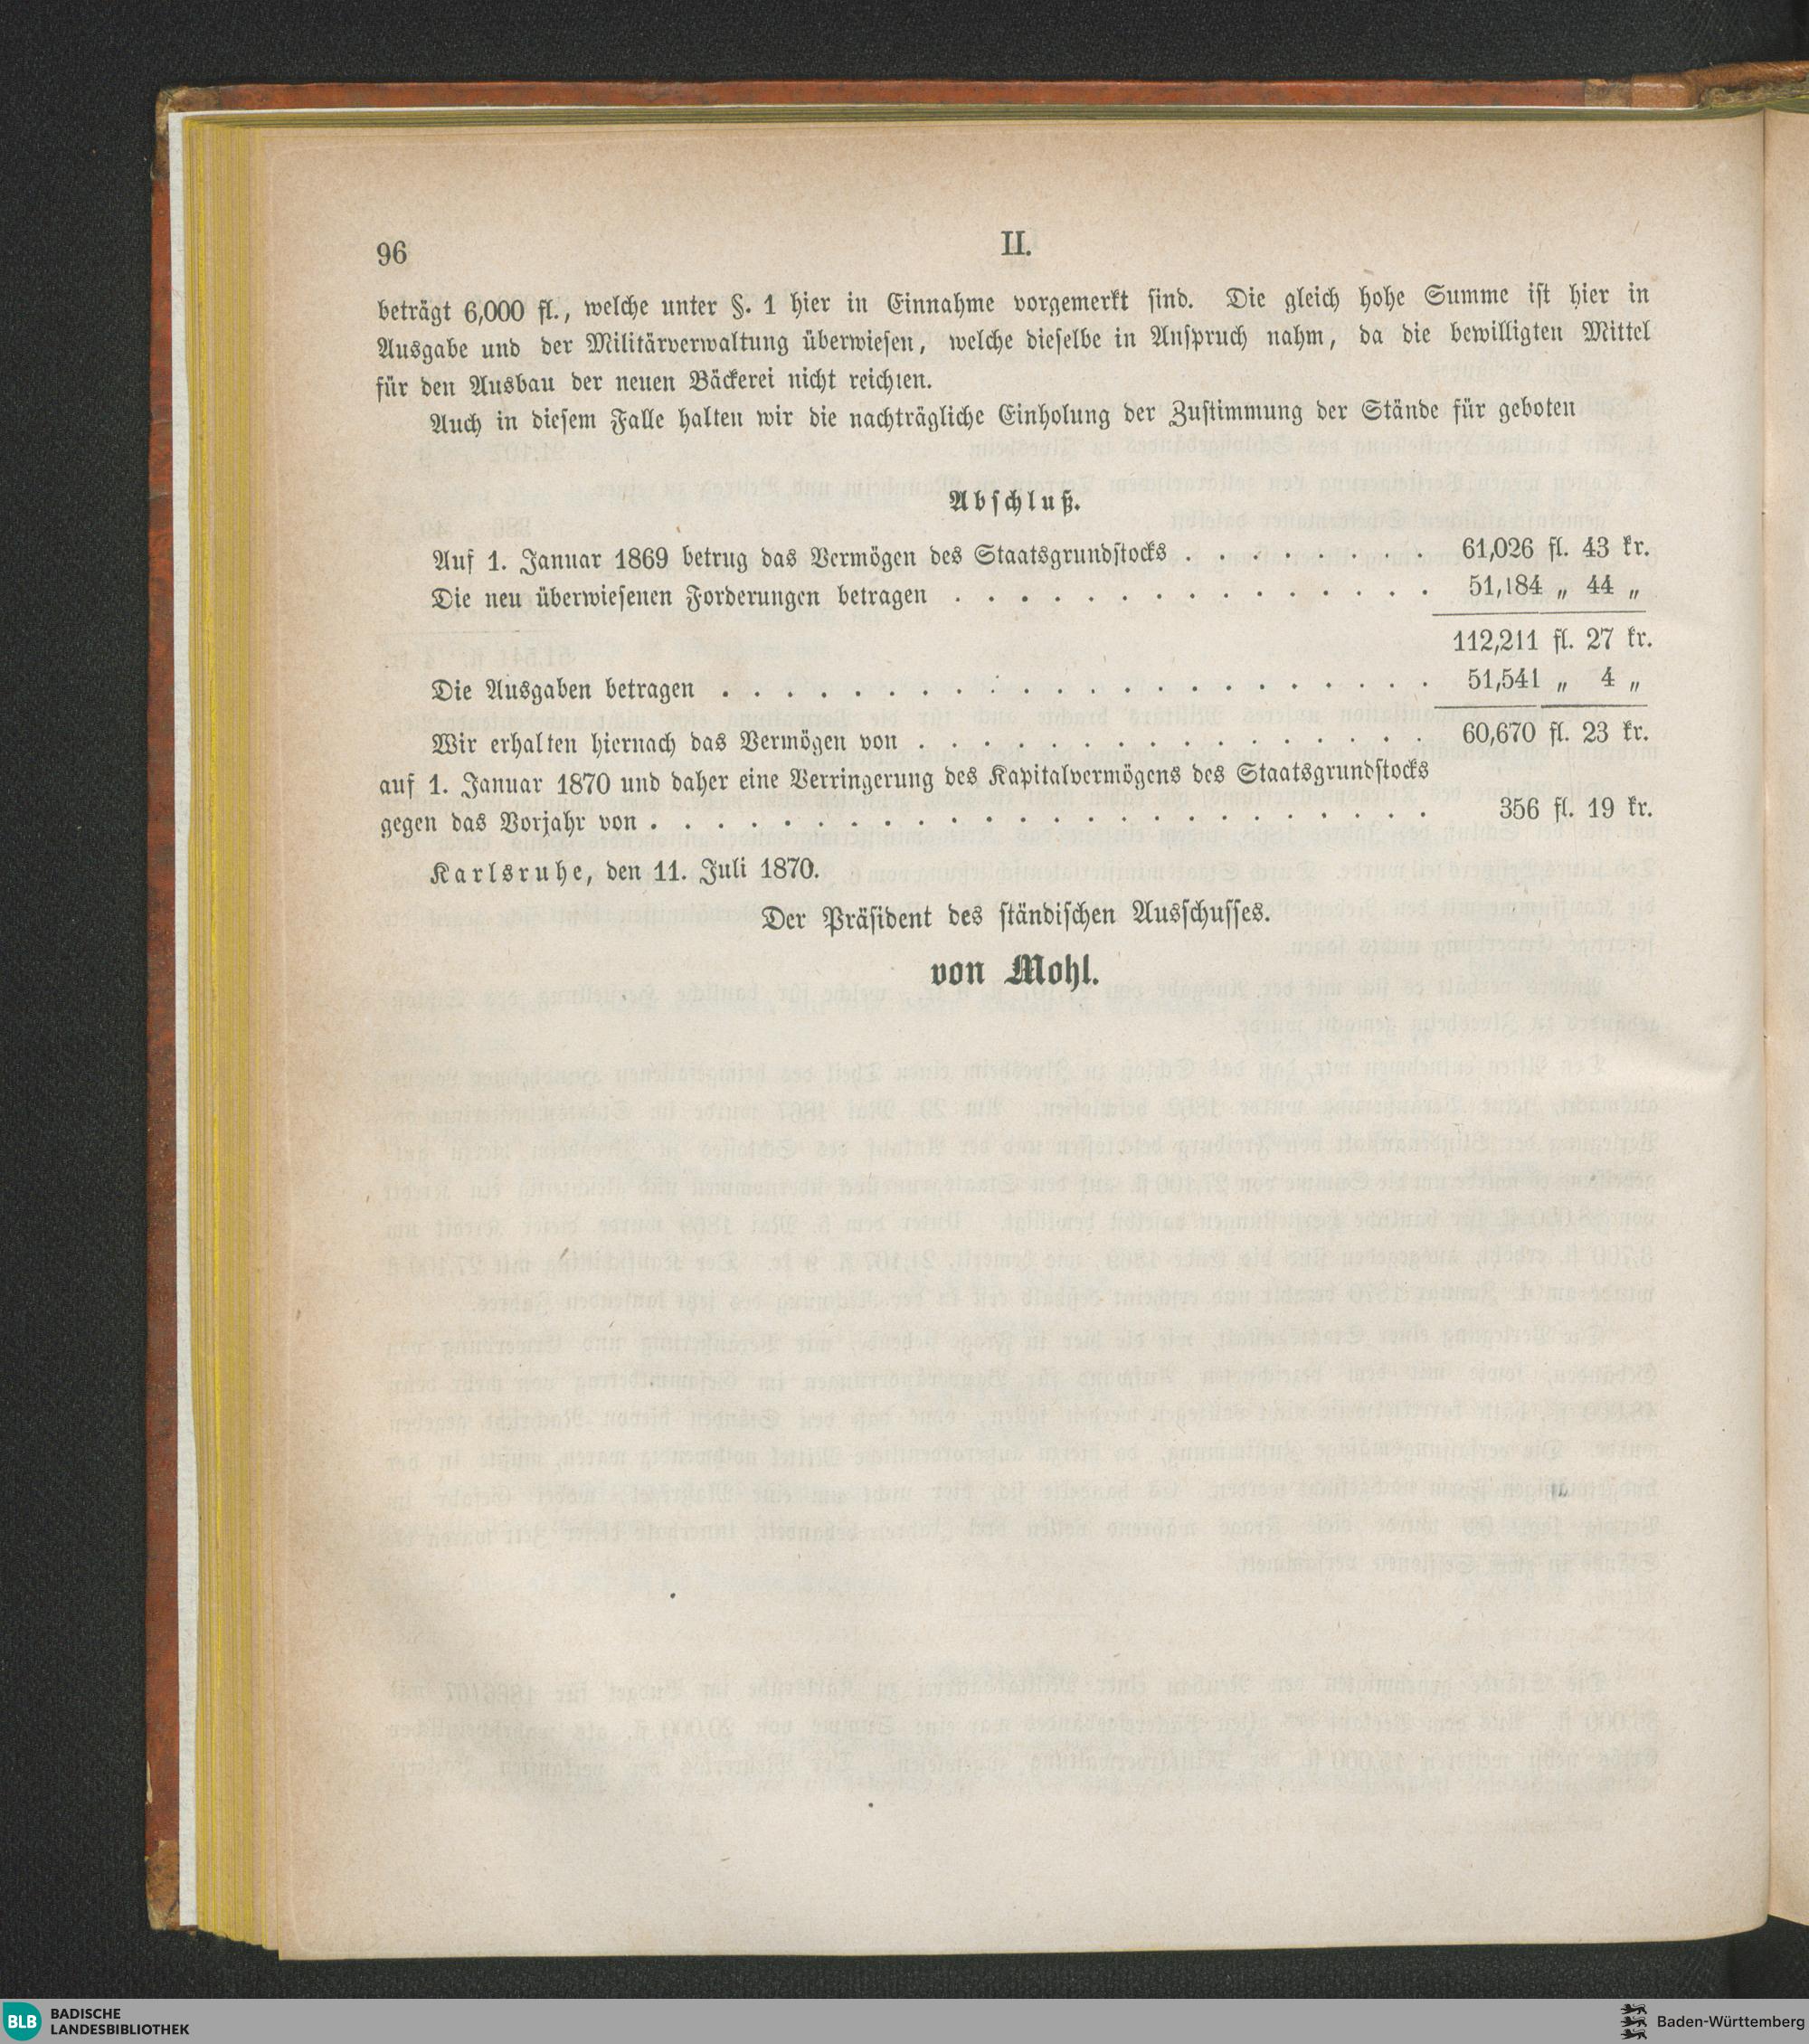 96
II.
beträgt 6,000 fl., welche unter §. 1 hier in Einnahme vorgemerkt sind. Die gleich hohe Summe ist hier in
Ausgabe und der Militärverwaltung überwiesen, welche dieselbe in Anspruch nahm, da die bewilligten Mittel
für den Ausbau der neuen Bäckerei nicht reichten.
Auch in diesem Falle halten wir die nachträgliche Einholung der Zustimmung der Stände für geboten
Abschluß.
Auf 1. Januar 1869 betrug das Vermögen des Staatsgrundstocks . . . . . . . . 61,026 fl. 43 kr.
Die neu überwiesenen Forderungen betragen . . . . . . . . . . . . . . . 51,184 „ 44 „
112,211 fl. 27 kr.
Die Ausgaben betragen . . . . . . . . . . . . . . . . . . . . . 51,541 „ 4 „
60,670 fl. 23 kr.
Wir erhalten hiernach das Vermögen von . . . . . . . . . . . . . . . .
auf 1. Januar 1870 und daher eine Verringerung des Kapitalvermögens des Staatsgrundstocks
gegen das Vorjahr von . . . . . . . . . . . . . . . . . . . . . . . 356 fl. 19 kr.
Karlsruhe, den 11. Juli 1870.
Der Präsident des ständischen Ausschusses.
von Mohl.
BLB BADISCHE
LANDESBIBLIOTHEK
Baden-Württemberg